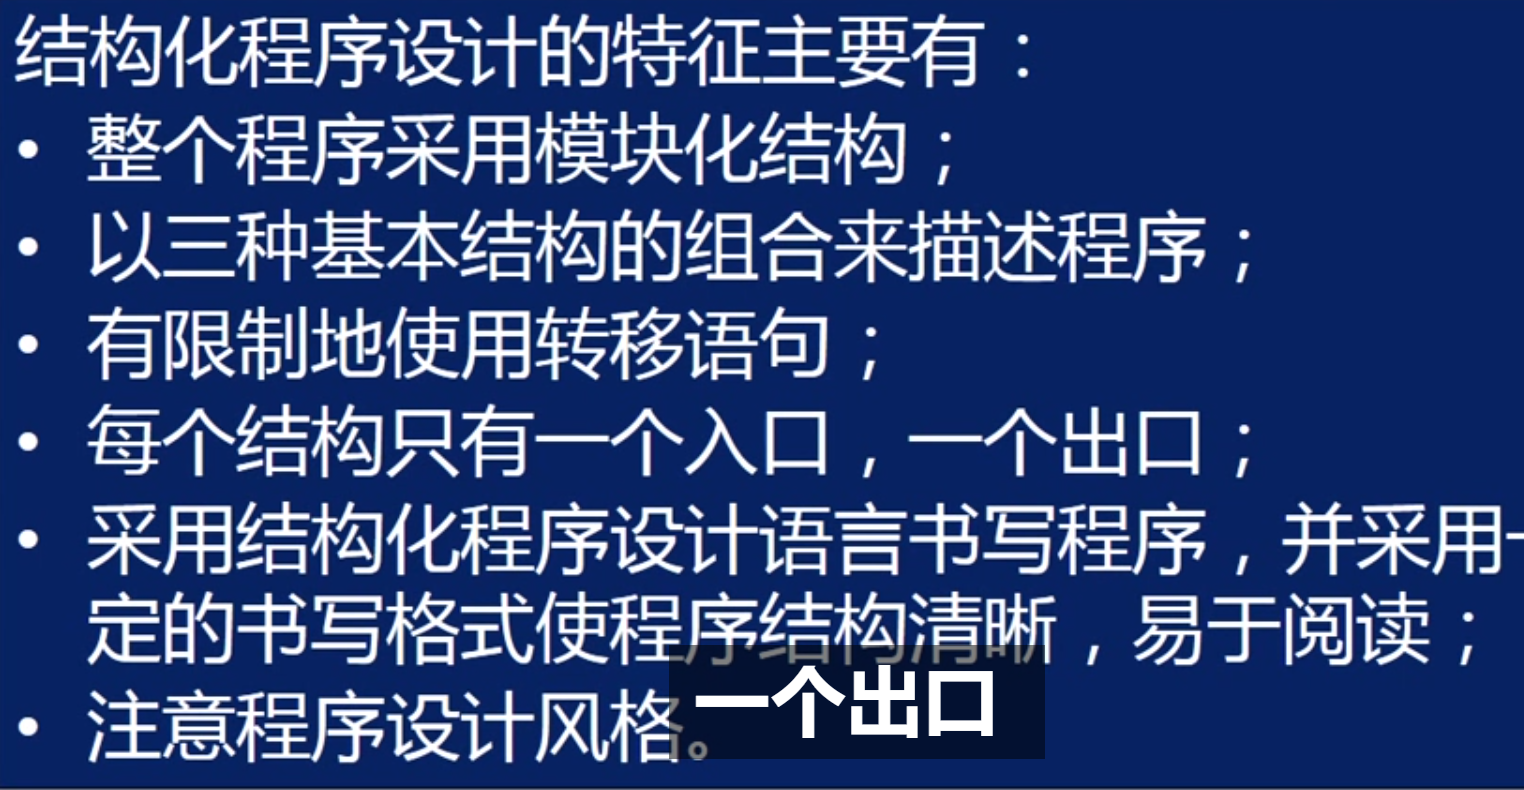 结构化程序设计的特征主要有：
• 整个程序采用模块化结构；
• 以三种基本结构的组合来描述程序；
• 有限制地使用转移语句；
• 每个结构只有一个入口，一个出口；
• 采用结构化程序设计语言书写程序，并采用一
定的书写格式使程序结构清晰，易于阅读；
• 注意程序设计风格。
一个出口